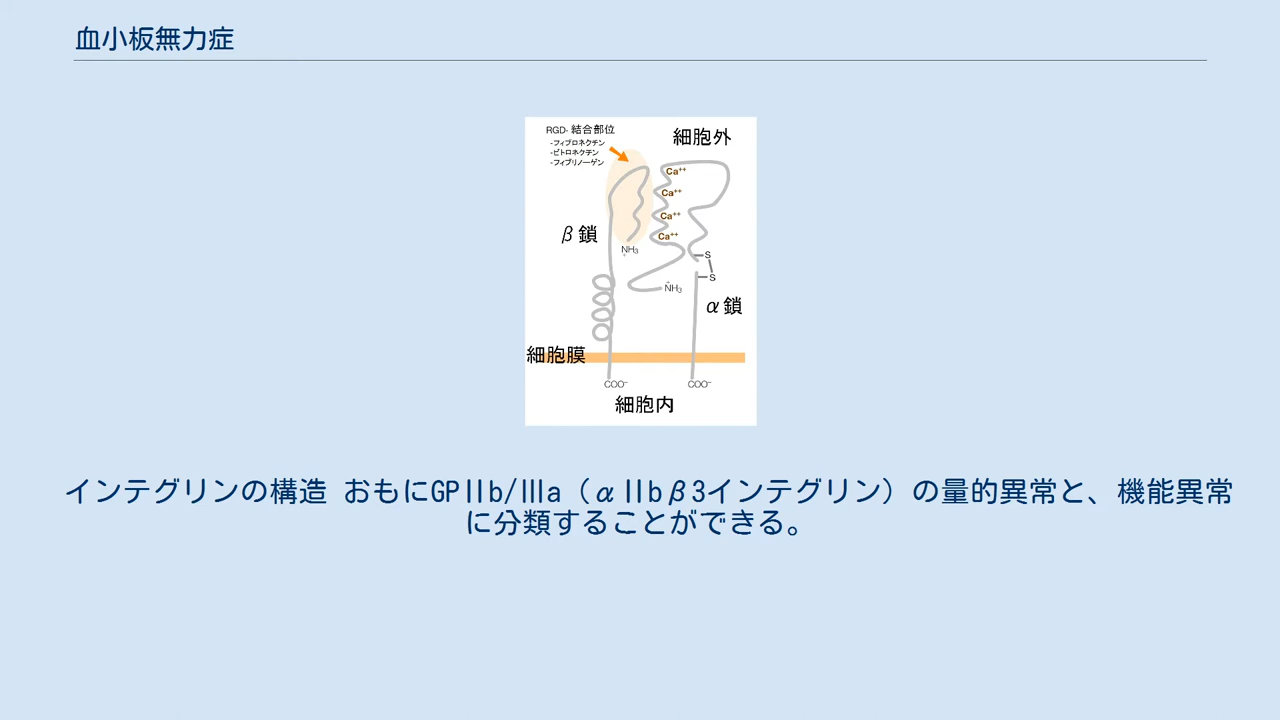 血小板無力症
RGD- 結合部位
-フィブロネクチン
-ビトロネクチン
-フィブリノーゲン
細胞外
Ca⁺⁺
Ca⁺⁺
Ca⁺⁺
Ca⁺⁺
β鎖
NH₃
+
S
S
+
NH₃
α鎖
細胞膜
COO⁻
COO⁻
細胞内
インテグリンの構造 おもにGPⅡb/Ⅲa（αⅡbβ3インテグリン）の量的異常と、機能異常
に分類することができる。